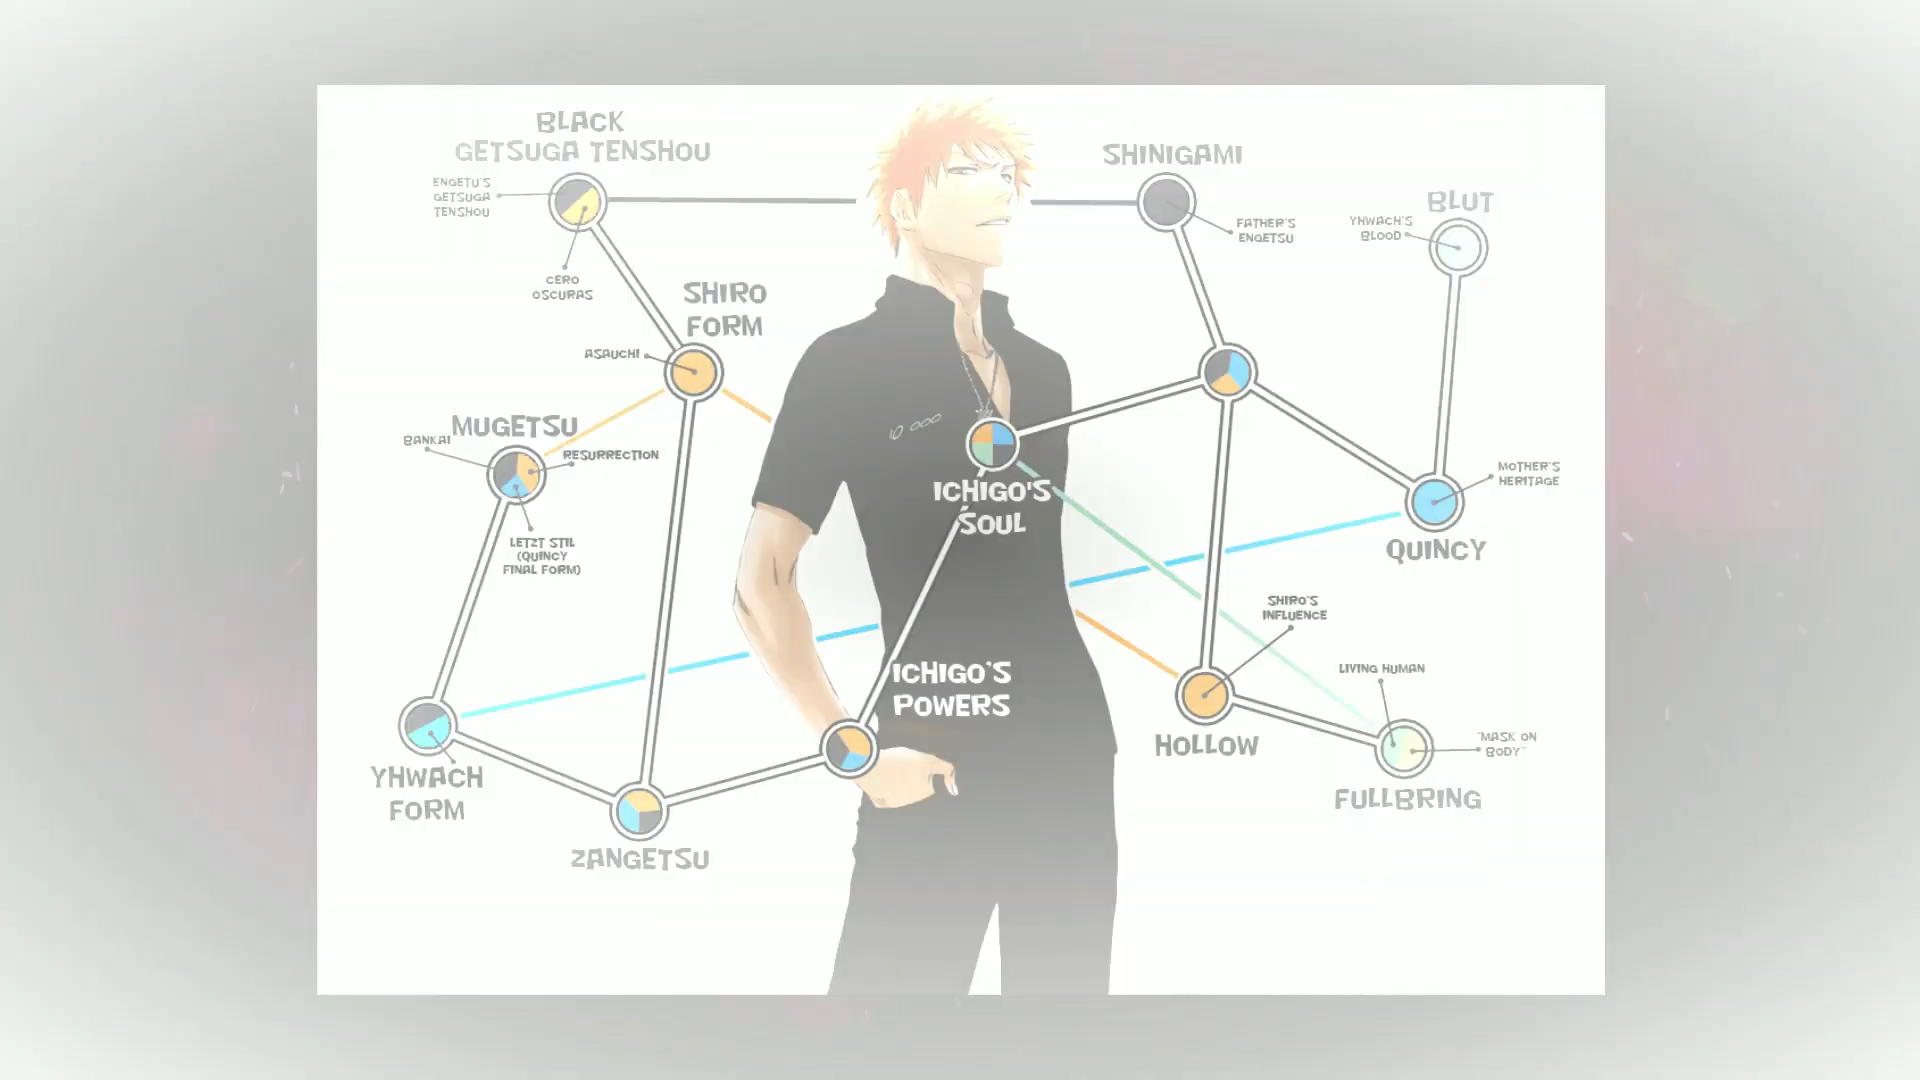 BLACK
GETSUGA TENSHOU
ENGETU'S
GETSUGA
TENSHOU
CERO
OSCURAS
SHIRO
FORM
ASAUCHI
MUGETSU
BANKAI
RESURRECTION
LETZT STIL
(QUINCY
FINAL FORM)
YHWACH
FORM
ZANGETSU
10 000
ICHIGO'S
SOUL
ICHIGO'S
POWERS
SHINIGAMI
FATHER'S
ENGETSU
BLUT
YHWACH'S
BLOOD
MOTHER'S
HERITAGE
QUINCY
SHIRO'S
INFLUENCE
HOLLOW
LIVING HUMAN
"MASK ON
BODY"
FULLBRING